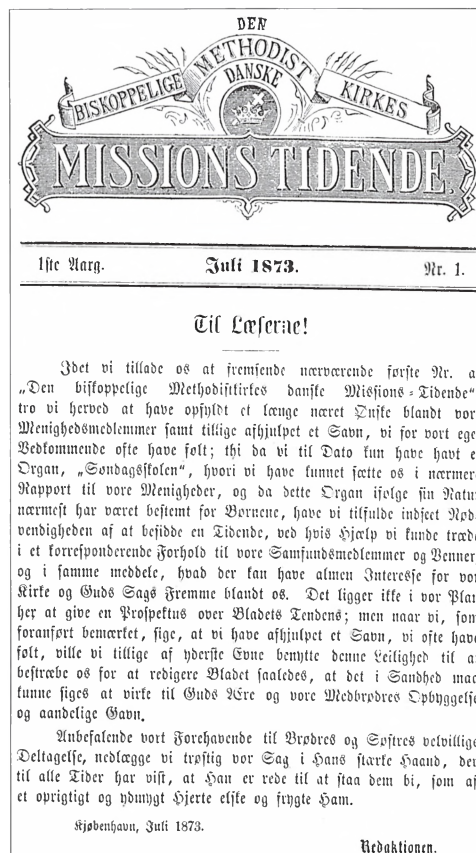 DEN
BISKOPPELIGE METHODIST KIRKES
DANSKE
MISSIONS TIDENDE.
1ste Aarg. Juli 1873. Nr. 1.
Til Læserne!
Idet vi tillade os at fremsende nærværende første Nr. a
„Den biskoppelige Methodistkirkes danske Missions-Tidende“
tro vi herved at have opfyldt et længe næret Ønske blandt vor
Menighedsmedlemmer samt tillige afhjulpet et Savn, vi for vort ege
Vedkommende ofte have følt; thi da vi til Dato kun have havt e
Organ, „Søndagsskolen“, hvori vi have kunnet sætte os i nærmer
Rapport til vore Menigheder, og da dette Organ ifølge sin Natu
nærmest har været bestemt for Børnene, have vi tilfulde indseet Nød
vendigheden af at besidde en Tidende, ved hvis Hjælp vi kunde træde
i et korresponderende Forhold til vore Samfundsmedlemmer og Venner
og i samme meddele, hvad der kan have almen Interesse for vor
Kirke og Guds Sags Fremme blandt os. Det ligger ikke i vor Plan
her at give en Prospektus over Bladets Tendens; men naar vi, som
foranført bemærket, sige, at vi have afhjulpet et Savn, vi ofte have
følt, ville vi tillige af yderste Evne benytte denne Leilighed til a
bestræbe os for at redigere Bladet saaledes, at det i Sandhed maa
kunne siges at virke til Guds Ære og vore Medbrødres Opbyggelse
og aandelige Gavn.
Anbefalende vort Forehavende til Brødres og Søstres velvillige
Deltagelse, nedlægge vi trøstig vor Sag i Hans stærke Haand, der
til alle Tider har vist, at Han er rede til at staa dem bi, som af
et oprigtigt og ydmygt Hjerte elske og frygte Ham.
Kjøbenhavn, Juli 1873.
Redaktionen.